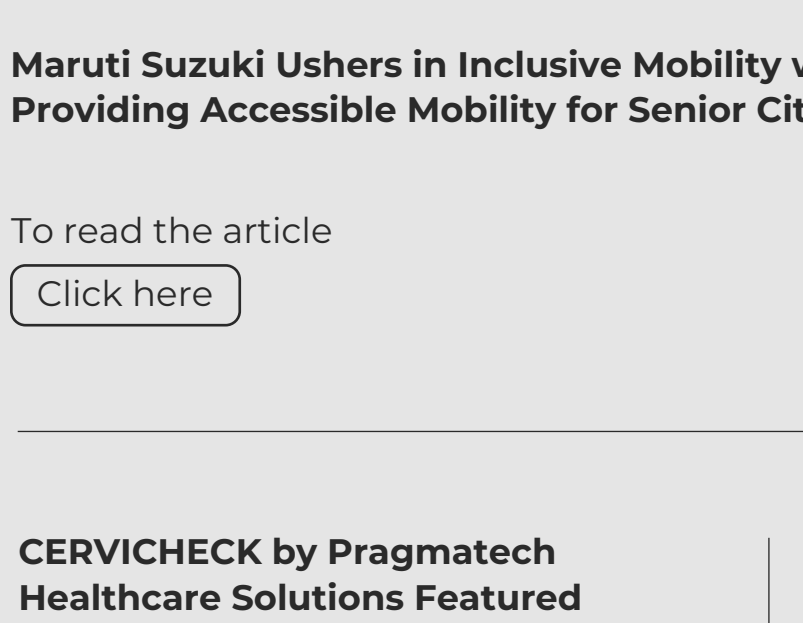 Maruti Suzuki Ushers in Inclusive Mobility
Providing Accessible Mobility for Senior Cit
To read the article
Click here
CERVICHECK by Pragmatech
Healthcare Solutions Featured